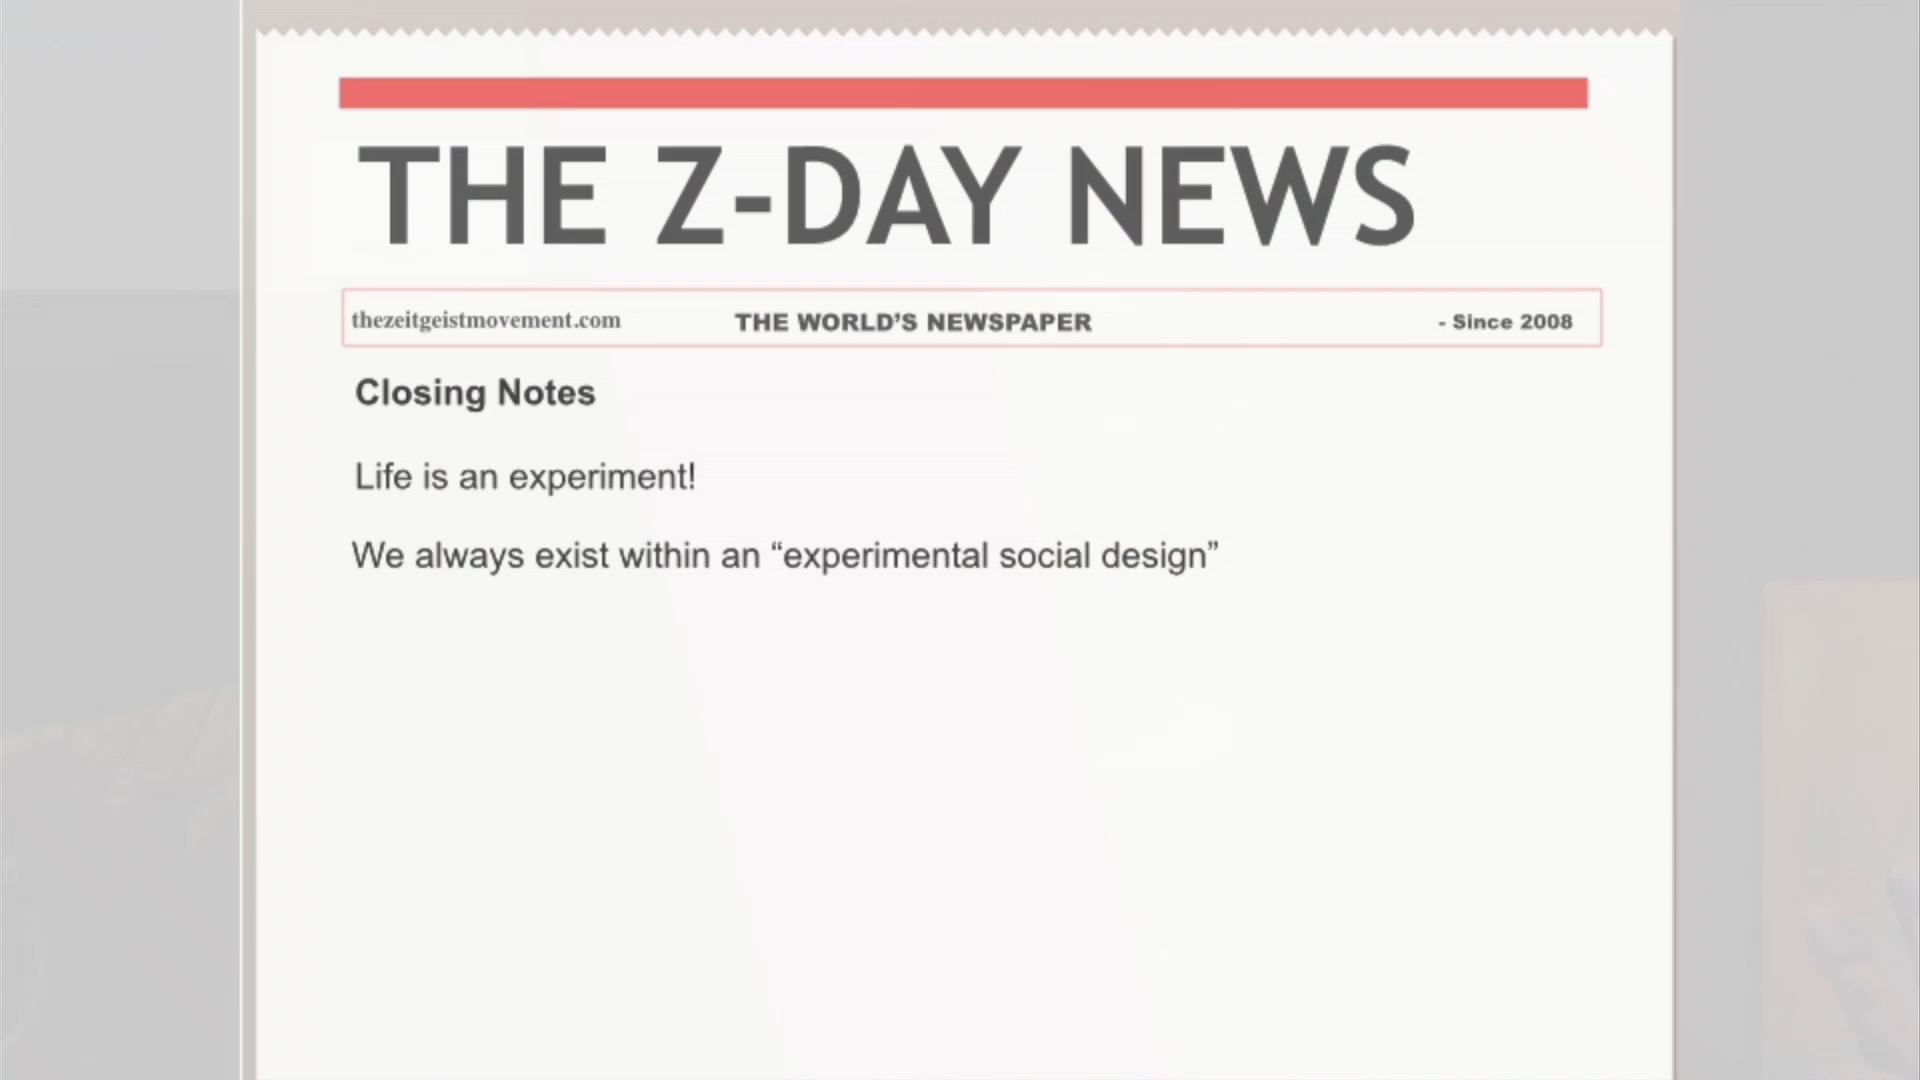 THE Z-DAY NEWS
thezeitgeistmovement.com THE WORLD’S NEWSPAPER - Since 2008
Closing Notes
Life is an experiment!
We always exist within an “experimental social design”